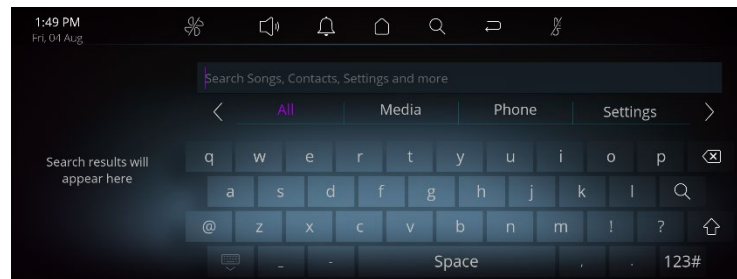 1:49 PM
Fri, 04 Aug
Search Songs, Contacts, Settings and more
All Media Phone Settings
Search results will
appear here
q w e r t y u i o p
a s d f g h j k l
@ z x c v b n m ! ?
_ - Space , . 123#